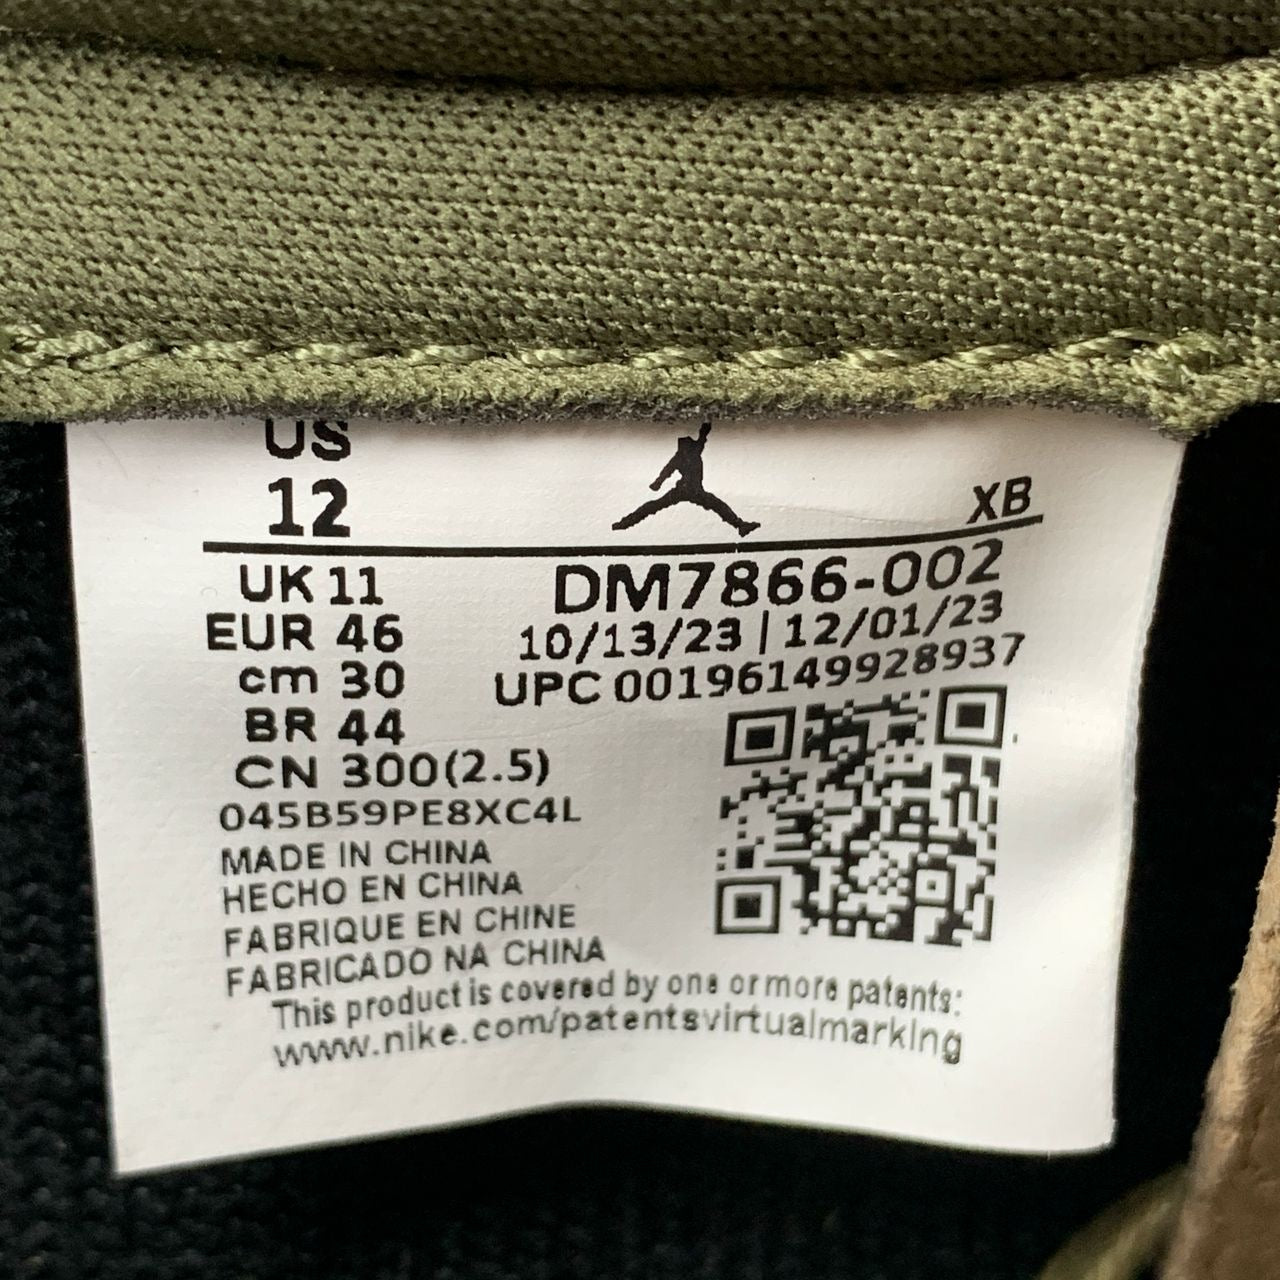 US
12
XB
UK 11
EUR 46
cm 30
BR 44
CN 300(2.5)
DM7866-002
10/13/23 | 12/01/23
UPC 00196149928937
045B59PE8XC4L
MADE IN CHINA
HECHO EN CHINA
FABRIQUE EN CHINE
FABRICADO NA CHINA
This product is covered by one or more patents:
www.nike.com/patentsvirtualmarking